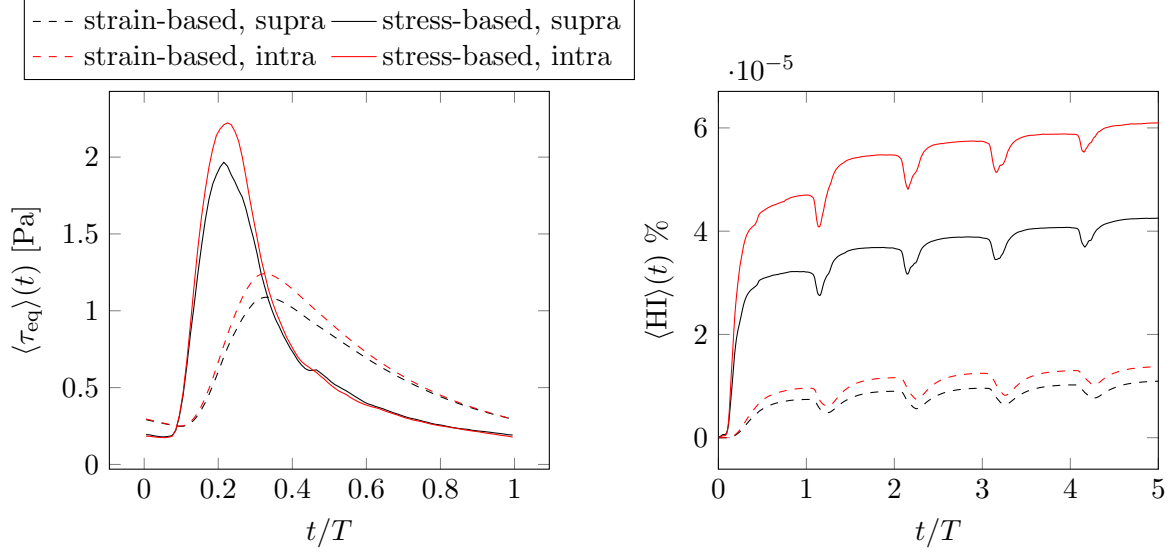 strain-based, supra stress-based, supra
strain-based, intra stress-based, intra
⟨τeq⟩(t) [Pa]
2
1.5
1
0.5
0
0 0.2 0.4 0.6 0.8 1
t/T
·10−5
⟨HI⟩(t) %
6
4
2
0
0 1 2 3 4 5
t/T